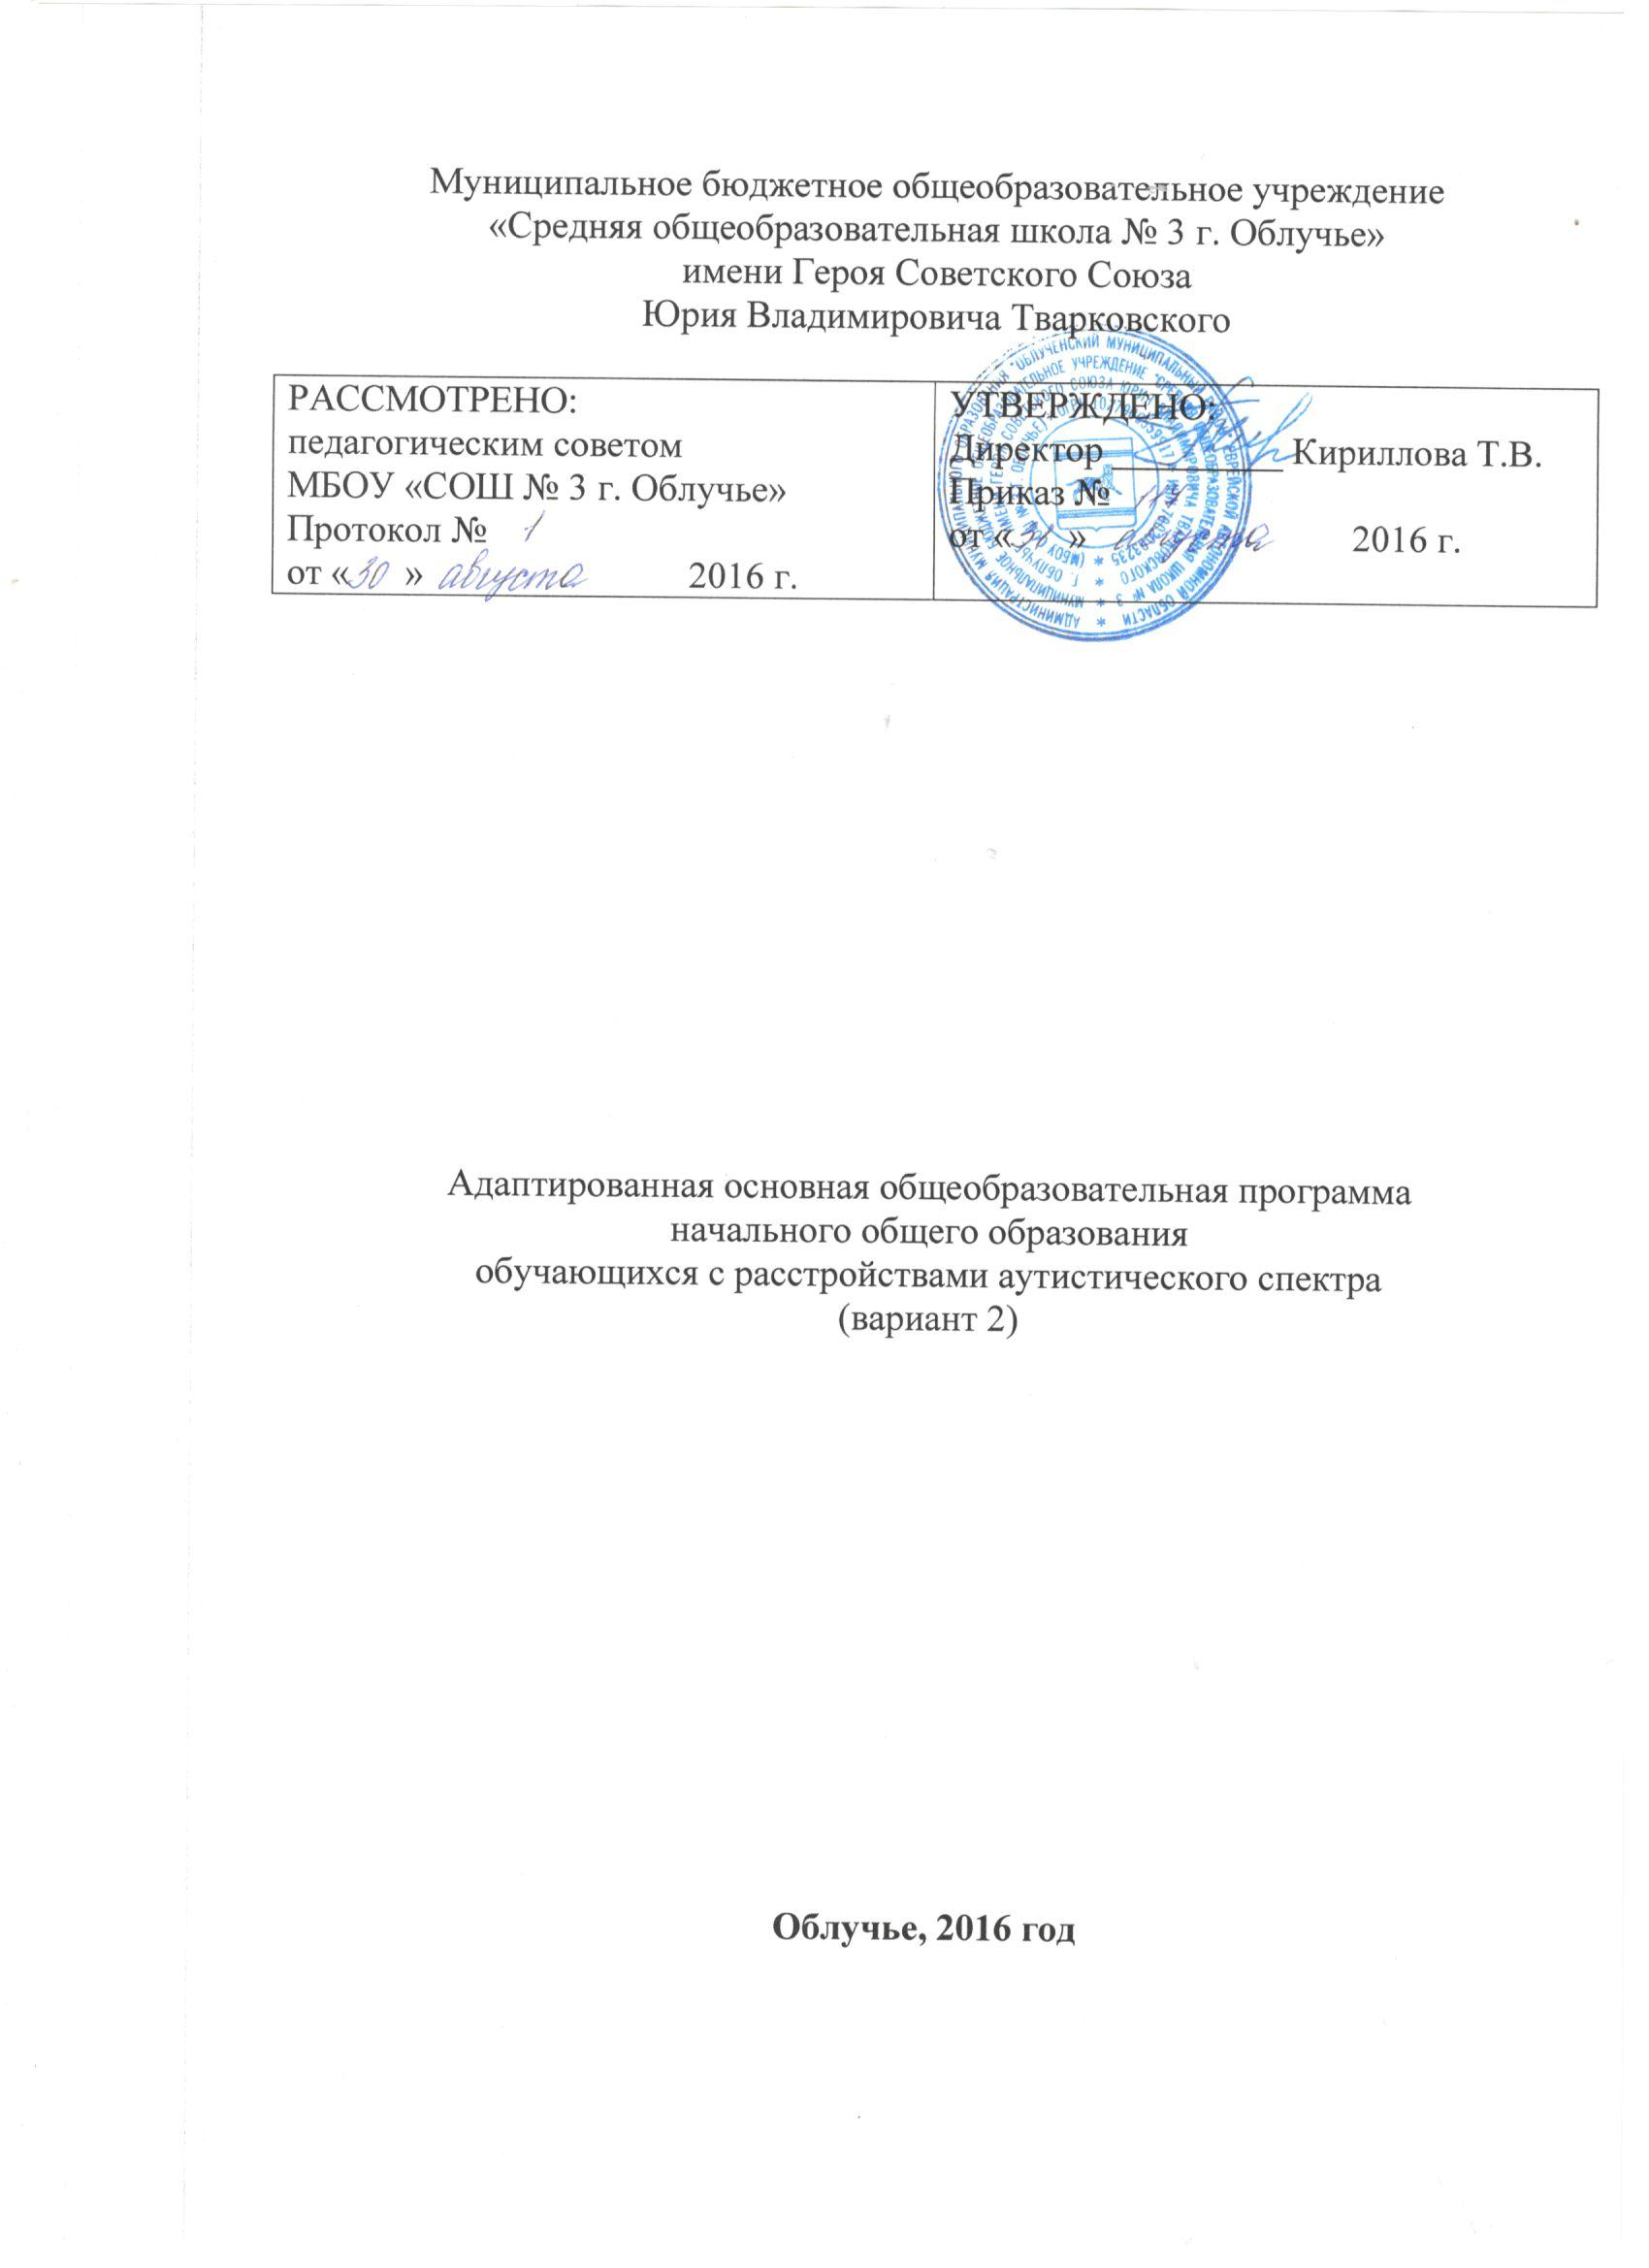 Муниципальное бюджетное общеобразовательное учреждение
«Средняя общеобразовательная школа № 3 г. Облучье»
имени Героя Советского Союза
Юрия Владимировича Тварковского
РАССМОТРЕНО:
педагогическим советом
МБОУ «СОШ № 3 г. Облучье»
Протокол № 1
от «30» августа 2016 г.
УТВЕРЖДЕНО:
Директор Кириллова Т.В.
Приказ №
от «31» августа 2016 г.
Адаптированная основная общеобразовательная программа
начального общего образования
обучающихся с расстройствами аутистического спектра
(вариант 2)
Облучье, 2016 год